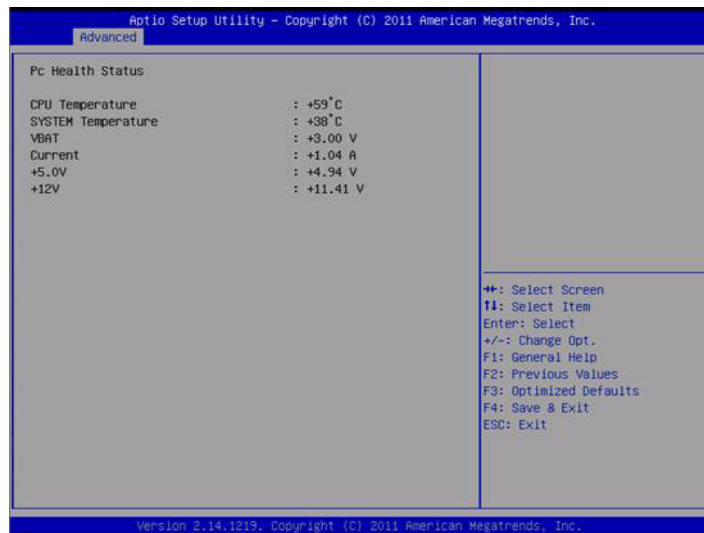 Aptio Setup Utility – Copyright (C) 2011 American Megatrends, Inc.
Advanced
Pc Health Status
CPU Temperature : +59°C
SYSTEM Temperature : +38°C
VBAT : +3.00 V
Current : +1.04 A
+5.0V : +4.94 V
+12V : +11.41 V
→←: Select Screen
↑↓: Select Item
Enter: Select
+/-: Change Opt.
F1: General Help
F2: Previous Values
F3: Optimized Defaults
F4: Save & Exit
ESC: Exit
Version 2.14.1219. Copyright (C) 2011 American Megatrends, Inc.